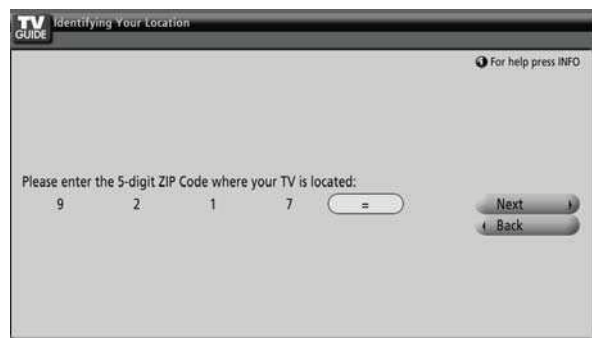 TV
GUIDE
Identifying Your Location
For help press INFO
Please enter the 5-digit ZIP Code where your TV is located:
9 2 1 7 =
Next
Back